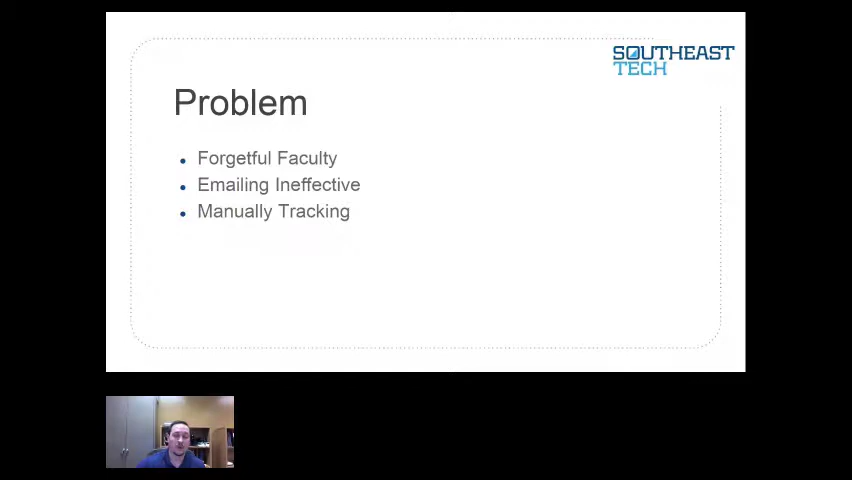 SOUTHEAST
TECH
Problem
Forgetful Faculty
Emailing Ineffective
Manually Tracking